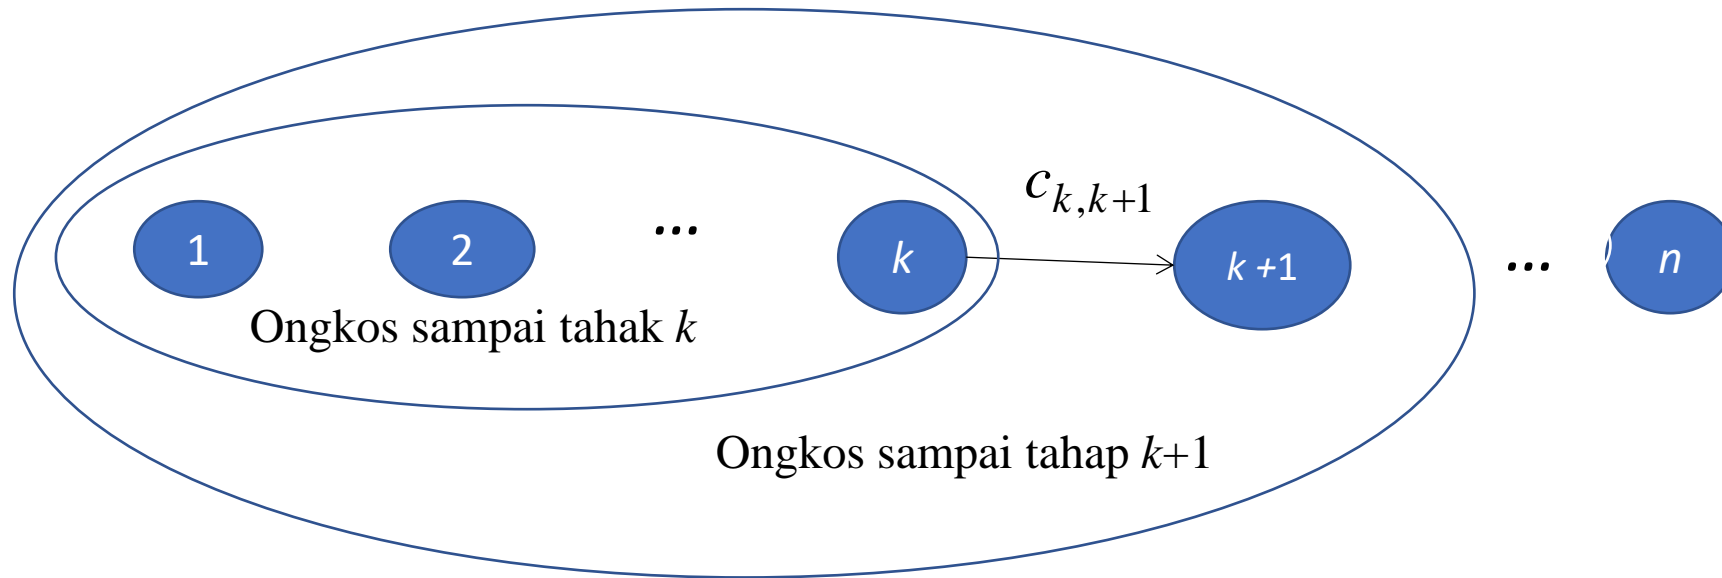 c_{k,k+1}
1 2 ... k k +1 ... ) n
Ongkos sampai tahak k
Ongkos sampai tahap k+1